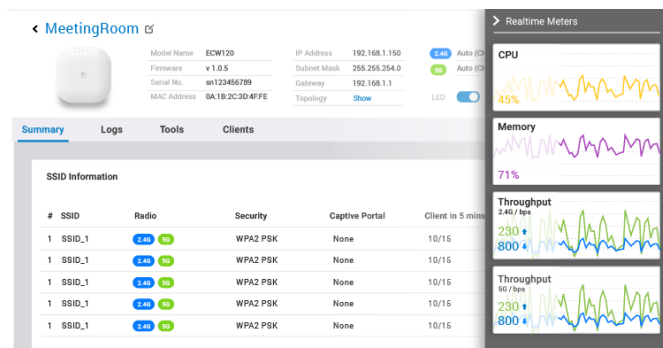 MeetingRoom
Model Name ECW120
Firmware v 1.0.5
Serial No. sn123456789
MAC Address 0A:1B:2C:3D:4F:FE
IP Address 192.168.1.150
Subnet Mask 255.255.254.0
Gateway 192.168.1.1
Topology Show
2.4G Auto (CH
5G Auto (CH
LED
Summary Logs Tools Clients
SSID Information
# SSID Radio Security Captive Portal Client in 5 mins
1 SSID_1 2.4G 5G WPA2 PSK None 10/15
1 SSID_1 2.4G 5G WPA2 PSK None 10/15
1 SSID_1 2.4G 5G WPA2 PSK None 10/15
1 SSID_1 2.4G 5G WPA2 PSK None 10/15
1 SSID_1 2.4G 5G WPA2 PSK None 10/15
Realtime Meters
CPU
45%
Memory
71%
Throughput
2.4G / bps
230
800
Throughput
5G / bps
230
800